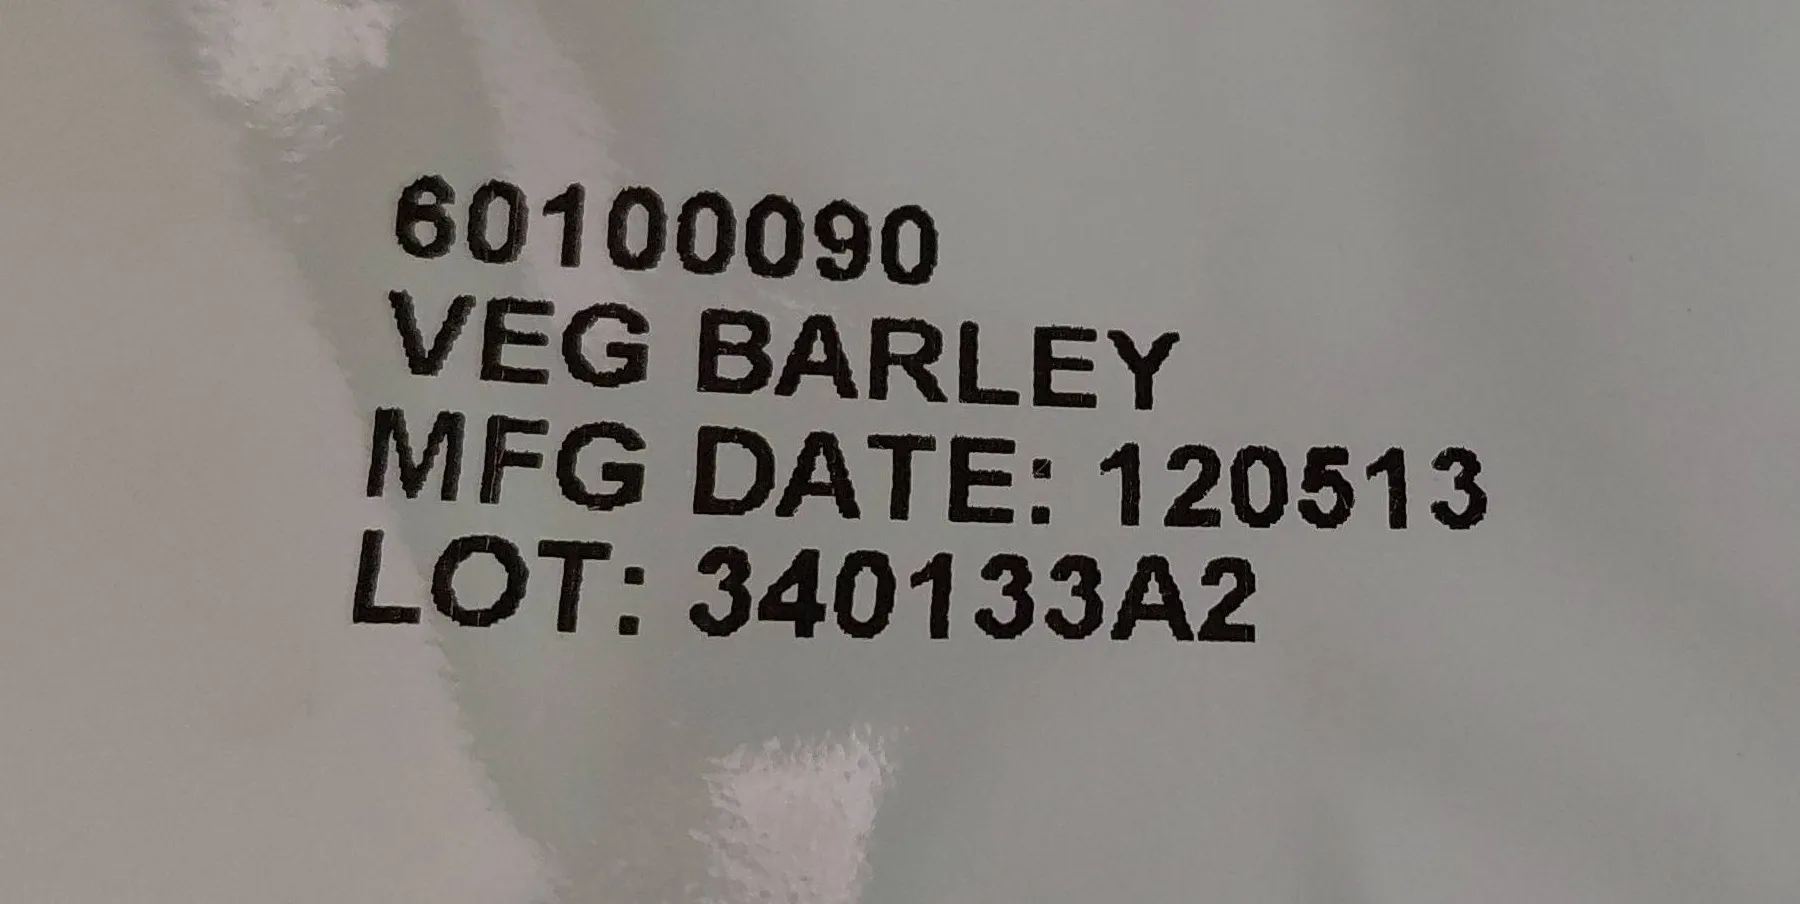 60100090
VEG BARLEY
MFG DATE: 120513
LOT: 340133A2